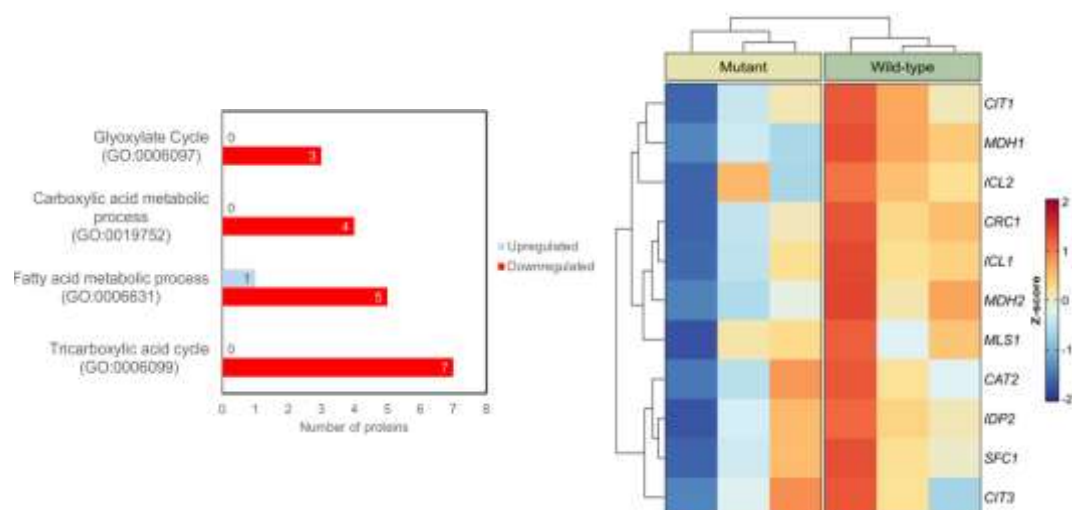 Glyoxylate Cycle
(GO:0006097)
0
3
Carboxylic acid metabolic
process
(GO:0019752)
0
4
Fatty acid metabolic process
(GO:0006631)
1
5
Tricarboxylic acid cycle
(GO:0006099)
0
7
0 1 2 3 4 5 6 7 8
Number of proteins
Upregulated
Downregulated
Mutant Wild-type
CIT1
MDH1
ICL2
CRC1
ICL1
MDH2
MLS1
CAT2
IDP2
SFC1
CIT3
Z-score
2
1
0
-1
-2